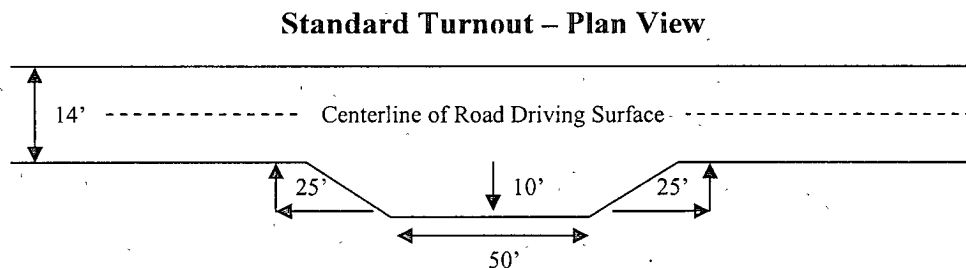 Standard Turnout – Plan View
14’
Centerline of Road Driving Surface
25’
10’
25’
50’